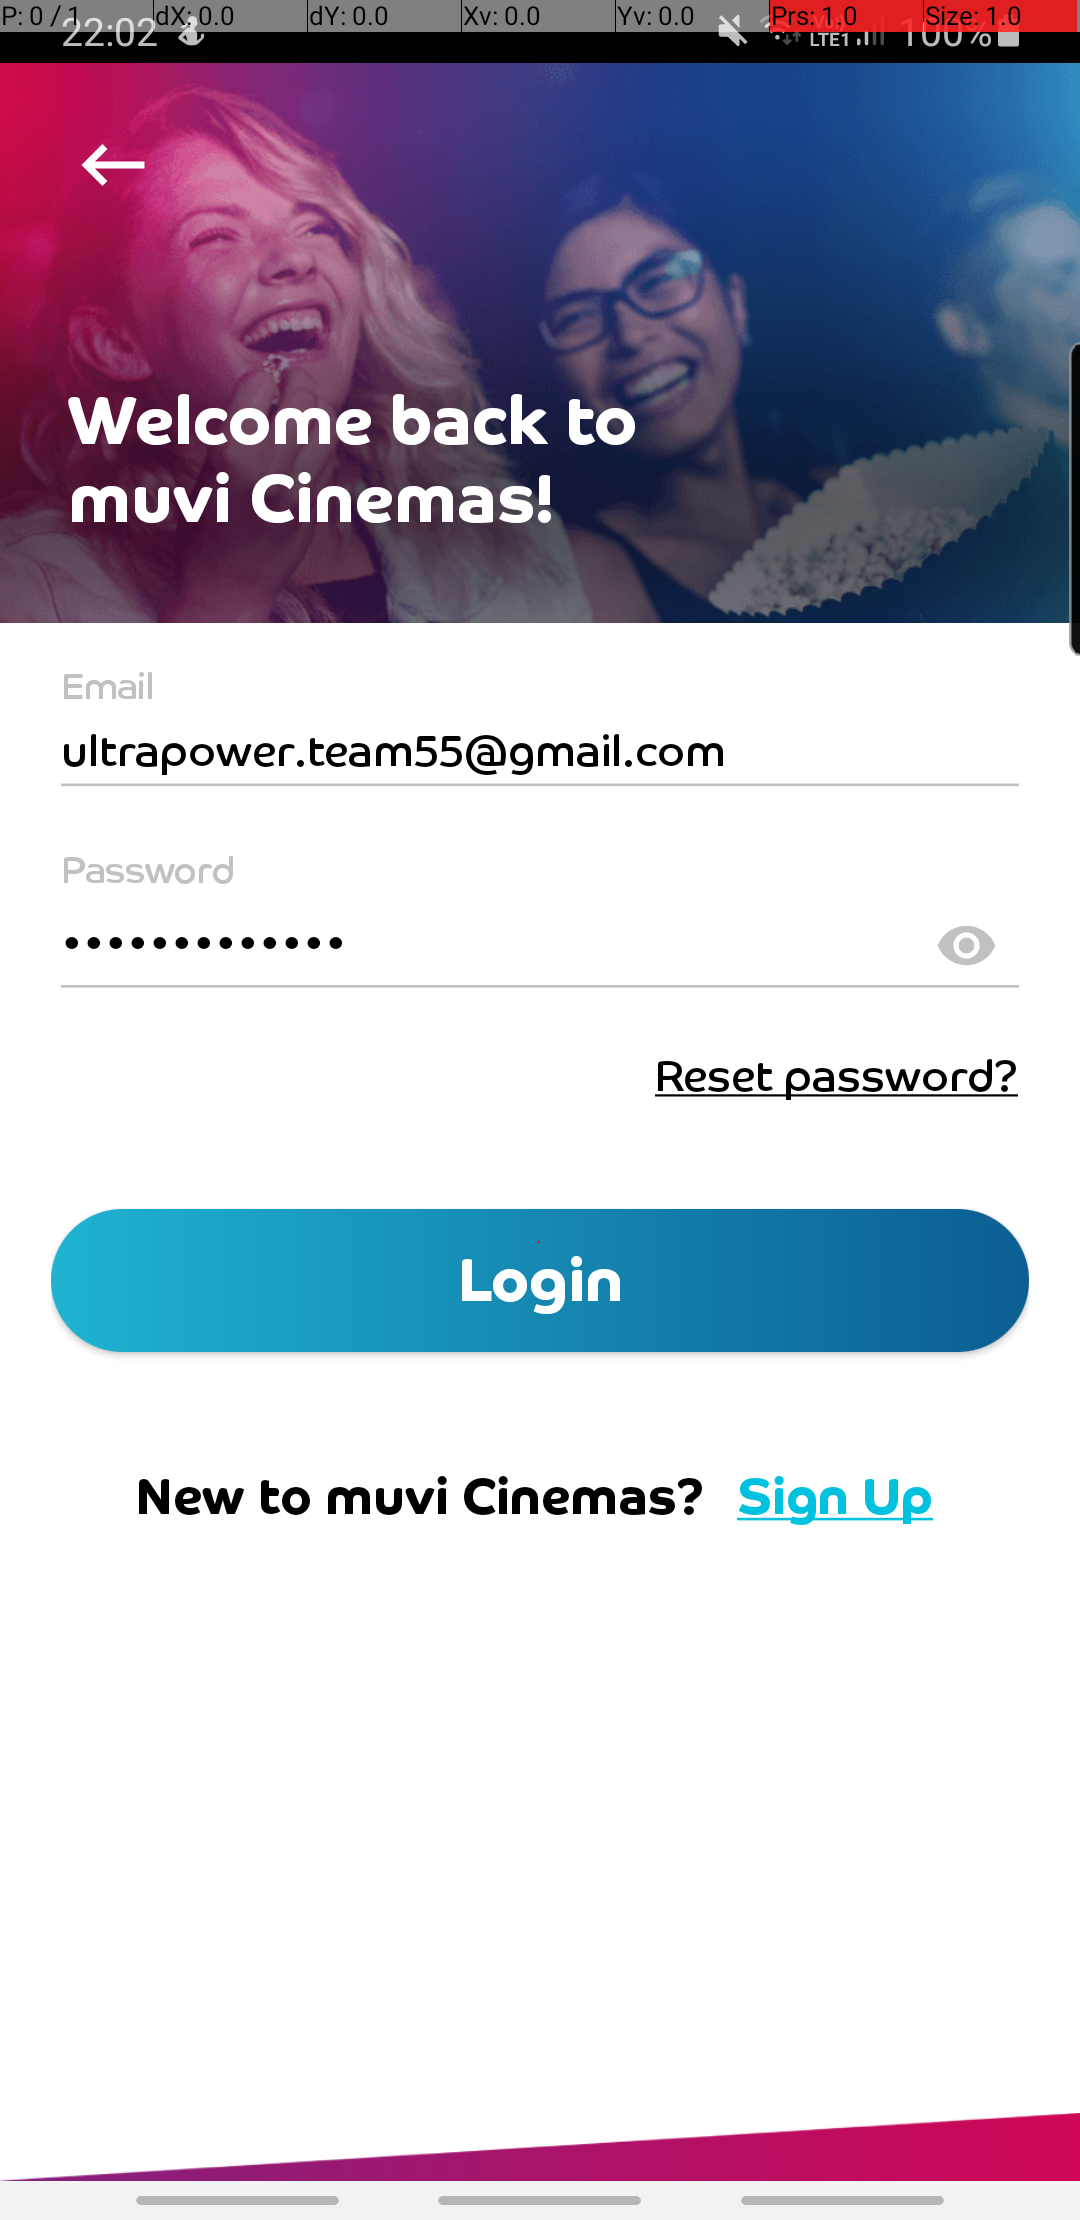 P: 0 / 1 dX: 0.0 dY: 0.0 Xv: 0.0 Yv: 0.0 Prs: 1.0 Size: 1.0
22:02 LTE1 100%
Welcome back to
muvi Cinemas!
Email
ultrapower.team55@gmail.com
Password
•••••••••••••
Reset password?
Login
New to muvi Cinemas? Sign Up